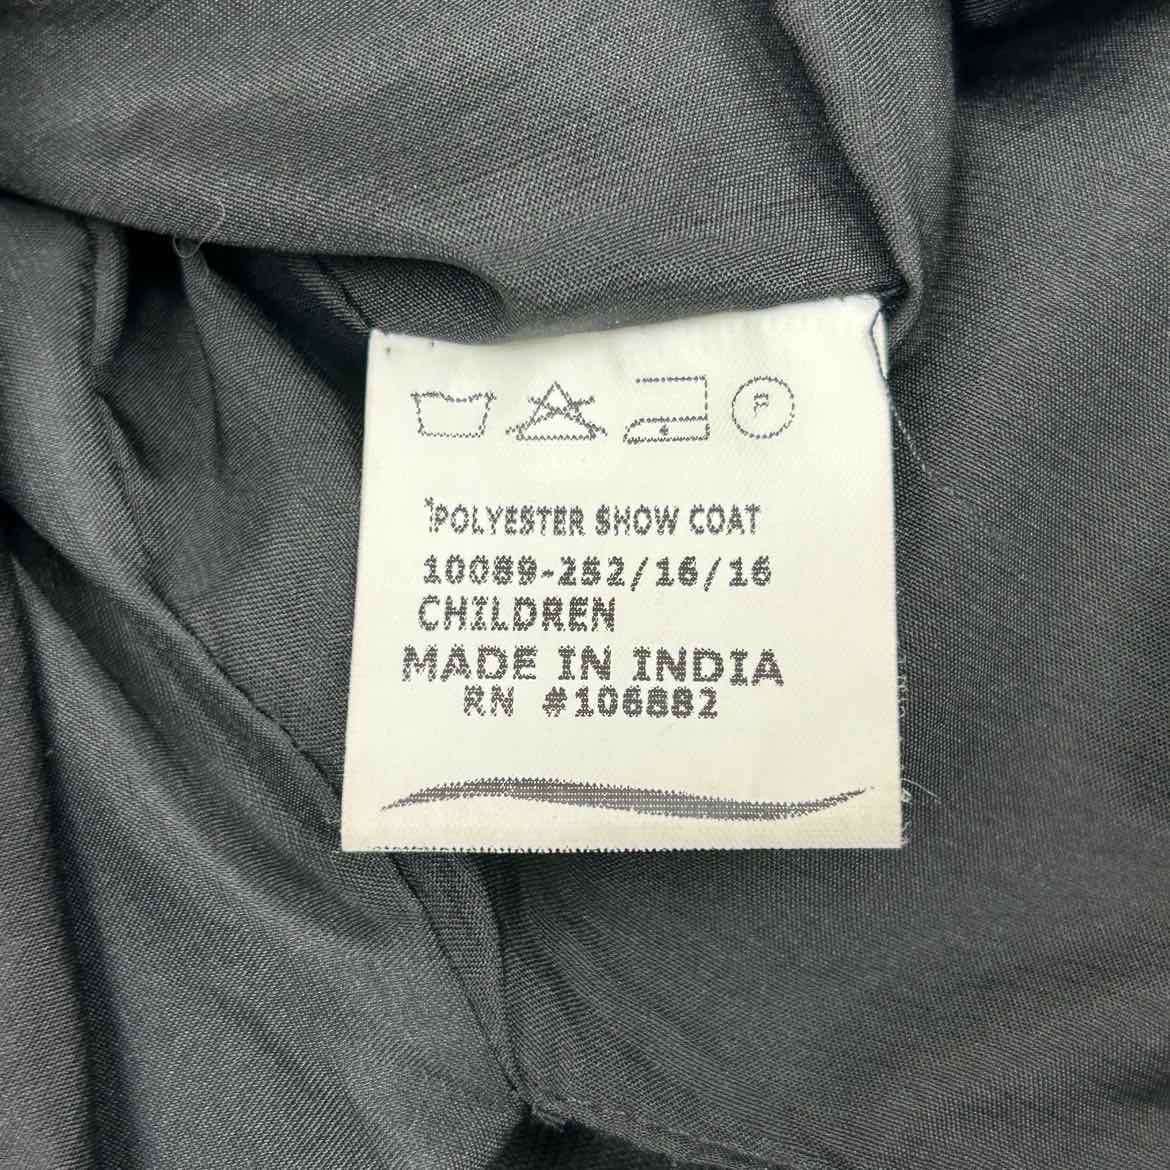 P
POLYESTER SHOW COAT
10089-252/16/16
CHILDREN
MADE IN INDIA
RN #106882